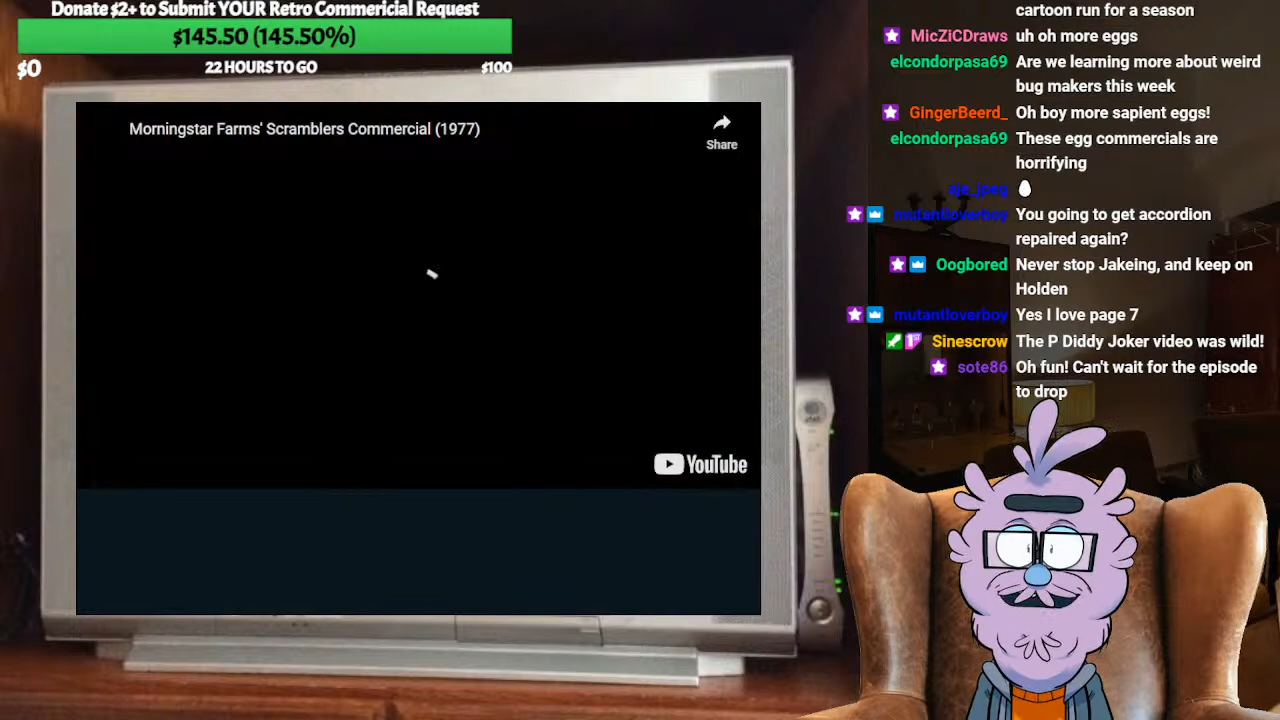 Donate $2+ to Submit YOUR Retro Commericial Request
$145.50 (145.50%)
$0
22 HOURS TO GO
$100
Morningstar Farms' Scramblers Commercial (1977)
Share
YouTube
cartoon run for a season
MicZiCDraws uh oh more eggs
elcondorpasa69 Are we learning more about weird
bug makers this week
GingerBeerd_ Oh boy more sapient eggs!
elcondorpasa69 These egg commercials are
horrifying
aje_jpeg
mutantloverboy You going to get accordion
repaired again?
Oogbored Never stop Jakeing, and keep on
Holden
mutantloverboy Yes I love page 7
Sinescrow The P Diddy Joker video was wild!
sote86 Oh fun! Can't wait for the episode
to drop